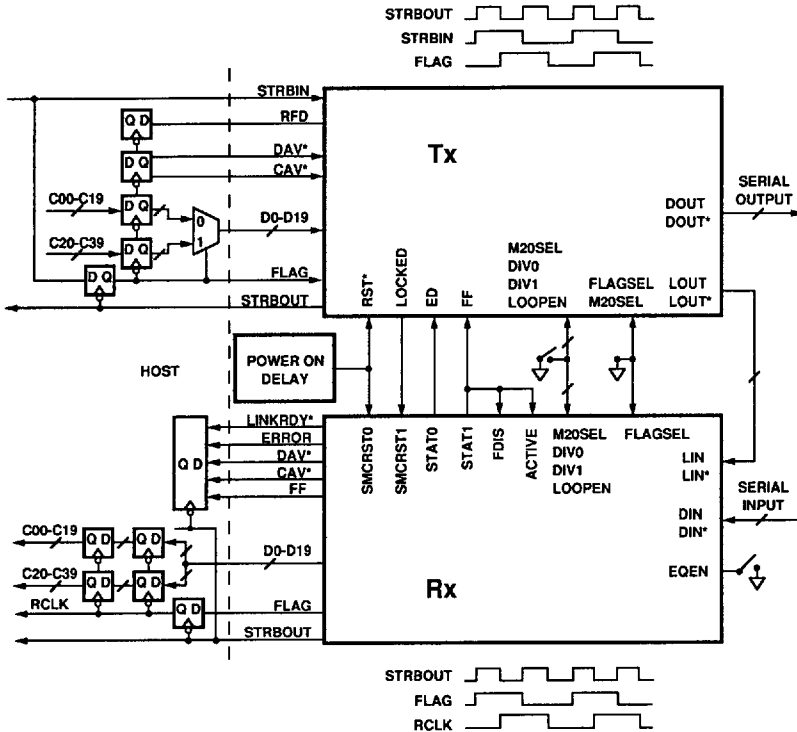 STRBOUT
STRBIN
FLAG
STRBIN
Q D
RFD
D Q
DAV*
CAV*
Tx
C00-C19
D Q
0
D0-D19
C20-C39
D Q
1
DOUT
DOUT*
SERIAL
OUTPUT
D Q
FLAG
STRBOUT
RST*
LOCKED
ED
FF
M20SEL
DIV0
DIV1
LOOPEN
FLAGSEL
M20SEL
LOUT
LOUT*
HOST
POWER ON
DELAY
Q D
LINKRDY*
ERROR
DAV*
CAV*
FF
SMCRST0
SMCRST1
STAT0
STAT1
FDIS
ACTIVE
M20SEL
DIV0
DIV1
LOOPEN
FLAGSEL
LIN
LIN*
DIN
DIN*
SERIAL
INPUT
C00-C19
Q D
Q D
D0-D19
C20-C39
Q D
Q D
EQEN
Rx
RCLK
Q D
FLAG
STRBOUT
STRBOUT
FLAG
RCLK